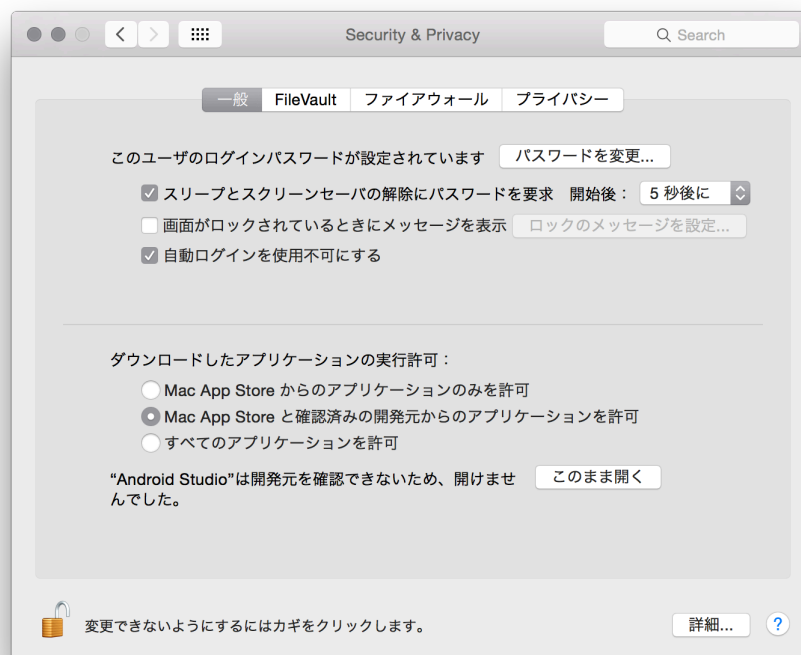 Security & Privacy
Search
一般
FileVault
ファイアウォール
プライバシー
このユーザのログインパスワードが設定されています
パスワードを変更...
スリープとスクリーンセーバの解除にパスワードを要求 開始後：
5 秒後に
画面がロックされているときにメッセージを表示
ロックのメッセージを設定...
自動ログインを使用不可にする
ダウンロードしたアプリケーションの実行許可：
Mac App Store からのアプリケーションのみを許可
Mac App Store と確認済みの開発元からのアプリケーションを許可
すべてのアプリケーションを許可
“Android Studio”は開発元を確認できないため、開けませ
んでした。
このまま開く
変更できないようにするにはカギをクリックします。
詳細...
?